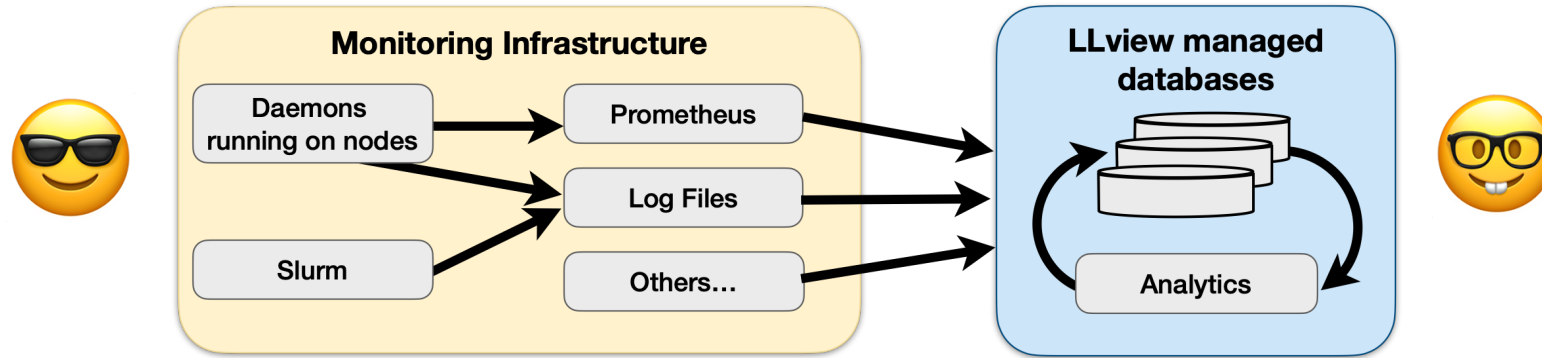 Monitoring Infrastructure
Daemons
running on nodes
Slurm
Prometheus
Log Files
Others…
LLview managed
databases
Analytics